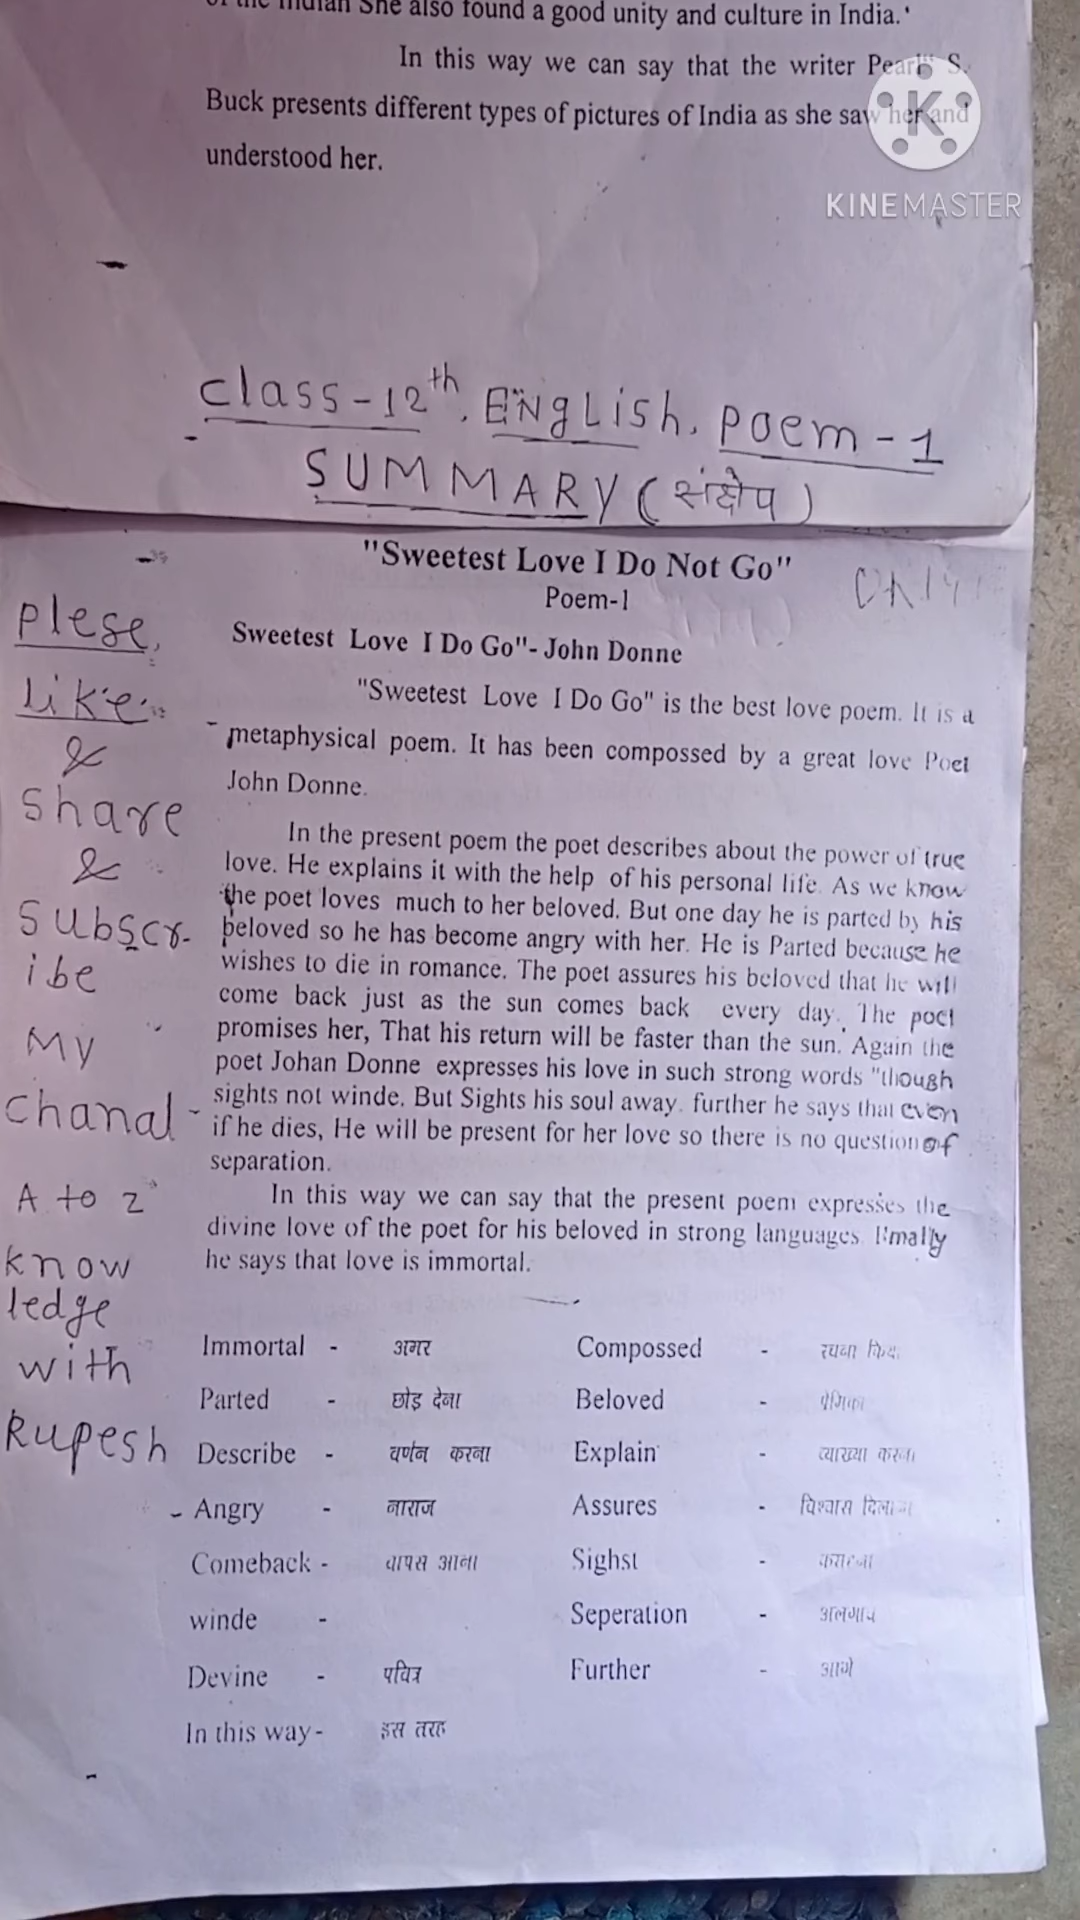 of the Indian She also found a good unity and culture in India.'
In this way we can say that the writer Pearl S.
Buck presents different types of pictures of India as she saw her and
understood her.
KINEMASTER
Class-12th, English, Poem-1
SUMMARY (संक्षेप)
"Sweetest Love I Do Not Go"
Poem-1
Sweetest Love I Do Go"- John Donne
"Sweetest Love I Do Go" is the best love poem. It is a
metaphysical poem. It has been compossed by a great love Poet
John Donne.
In the present poem the poet describes about the power of true
love. He explains it with the help of his personal life. As we know
the poet loves much to her beloved. But one day he is parted by his
beloved so he has become angry with her. He is Parted because he
wishes to die in romance. The poet assures his beloved that he will
come back just as the sun comes back every day. The poet
promises her, That his return will be faster than the sun. Again the
poet Johan Donne expresses his love in such strong words "though
sights not winde. But Sights his soul away. further he says that even
if he dies, He will be present for her love so there is no question of
separation.
In this way we can say that the present poem expresses the
divine love of the poet for his beloved in strong languages. Finally
he says that love is immortal.
Immortal - अमर Compossed - रचना किया
Parted - छोड़ देना Beloved - प्रेमिका
Describe - वर्णन करना Explain - व्याख्या करना
Angry - नाराज Assures - विश्वास दिलाना
Comeback - वापस आना Sighst - कराहना
winde - Seperation - अलगाव
Devine - पवित्र Further - आगे
In this way - इस तरह
plese,
like
&
share
&
subscr-
ibe
My
chanal
A to Z
know
ledge
with
Rupesh